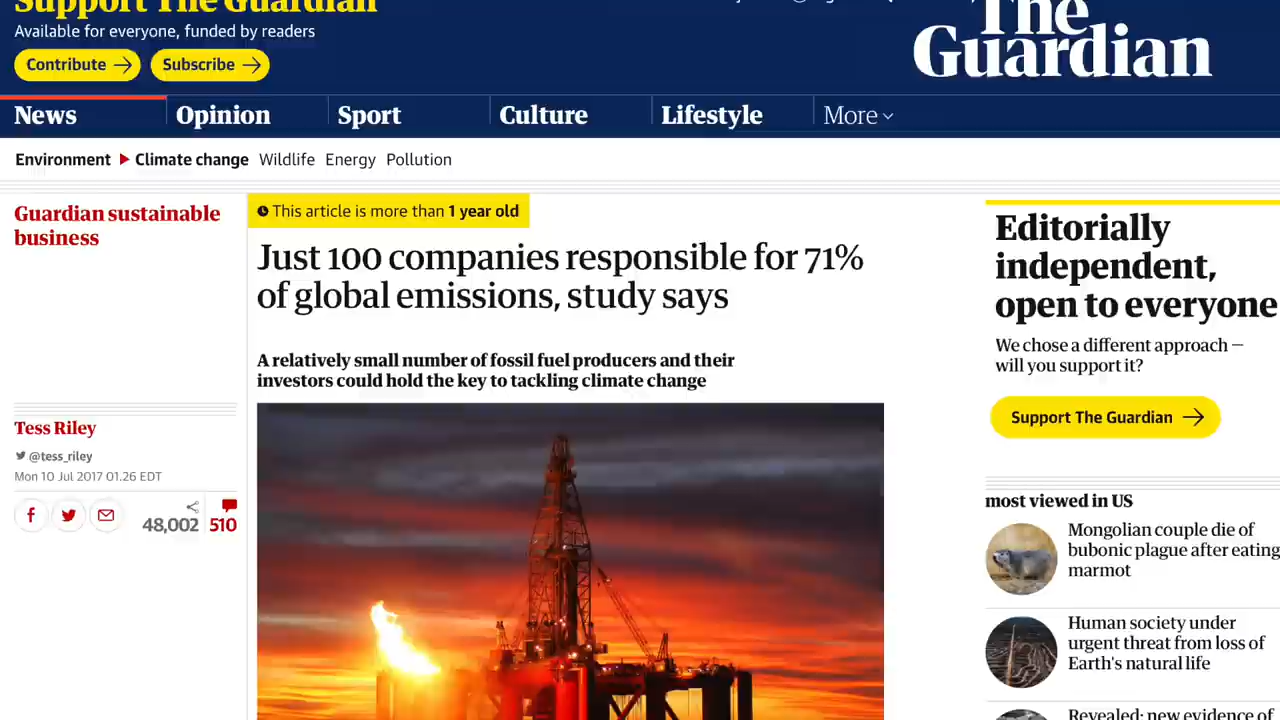 Support The Guardian
Available for everyone, funded by readers
Contribute
Subscribe
The
Guardian
News
Opinion
Sport
Culture
Lifestyle
More
Environment
Climate change
Wildlife
Energy
Pollution
Guardian sustainable
business
This article is more than 1 year old
Just 100 companies responsible for 71%
of global emissions, study says
A relatively small number of fossil fuel producers and their
investors could hold the key to tackling climate change
Tess Riley
@tess_riley
Mon 10 Jul 2017 01.26 EDT
48,002
510
Editorially
independent,
open to everyone
We chose a different approach —
will you support it?
Support The Guardian
most viewed in US
Mongolian couple die of
bubonic plague after eating
marmot
Human society under
urgent threat from loss of
Earth's natural life
Revealed: new evidence of